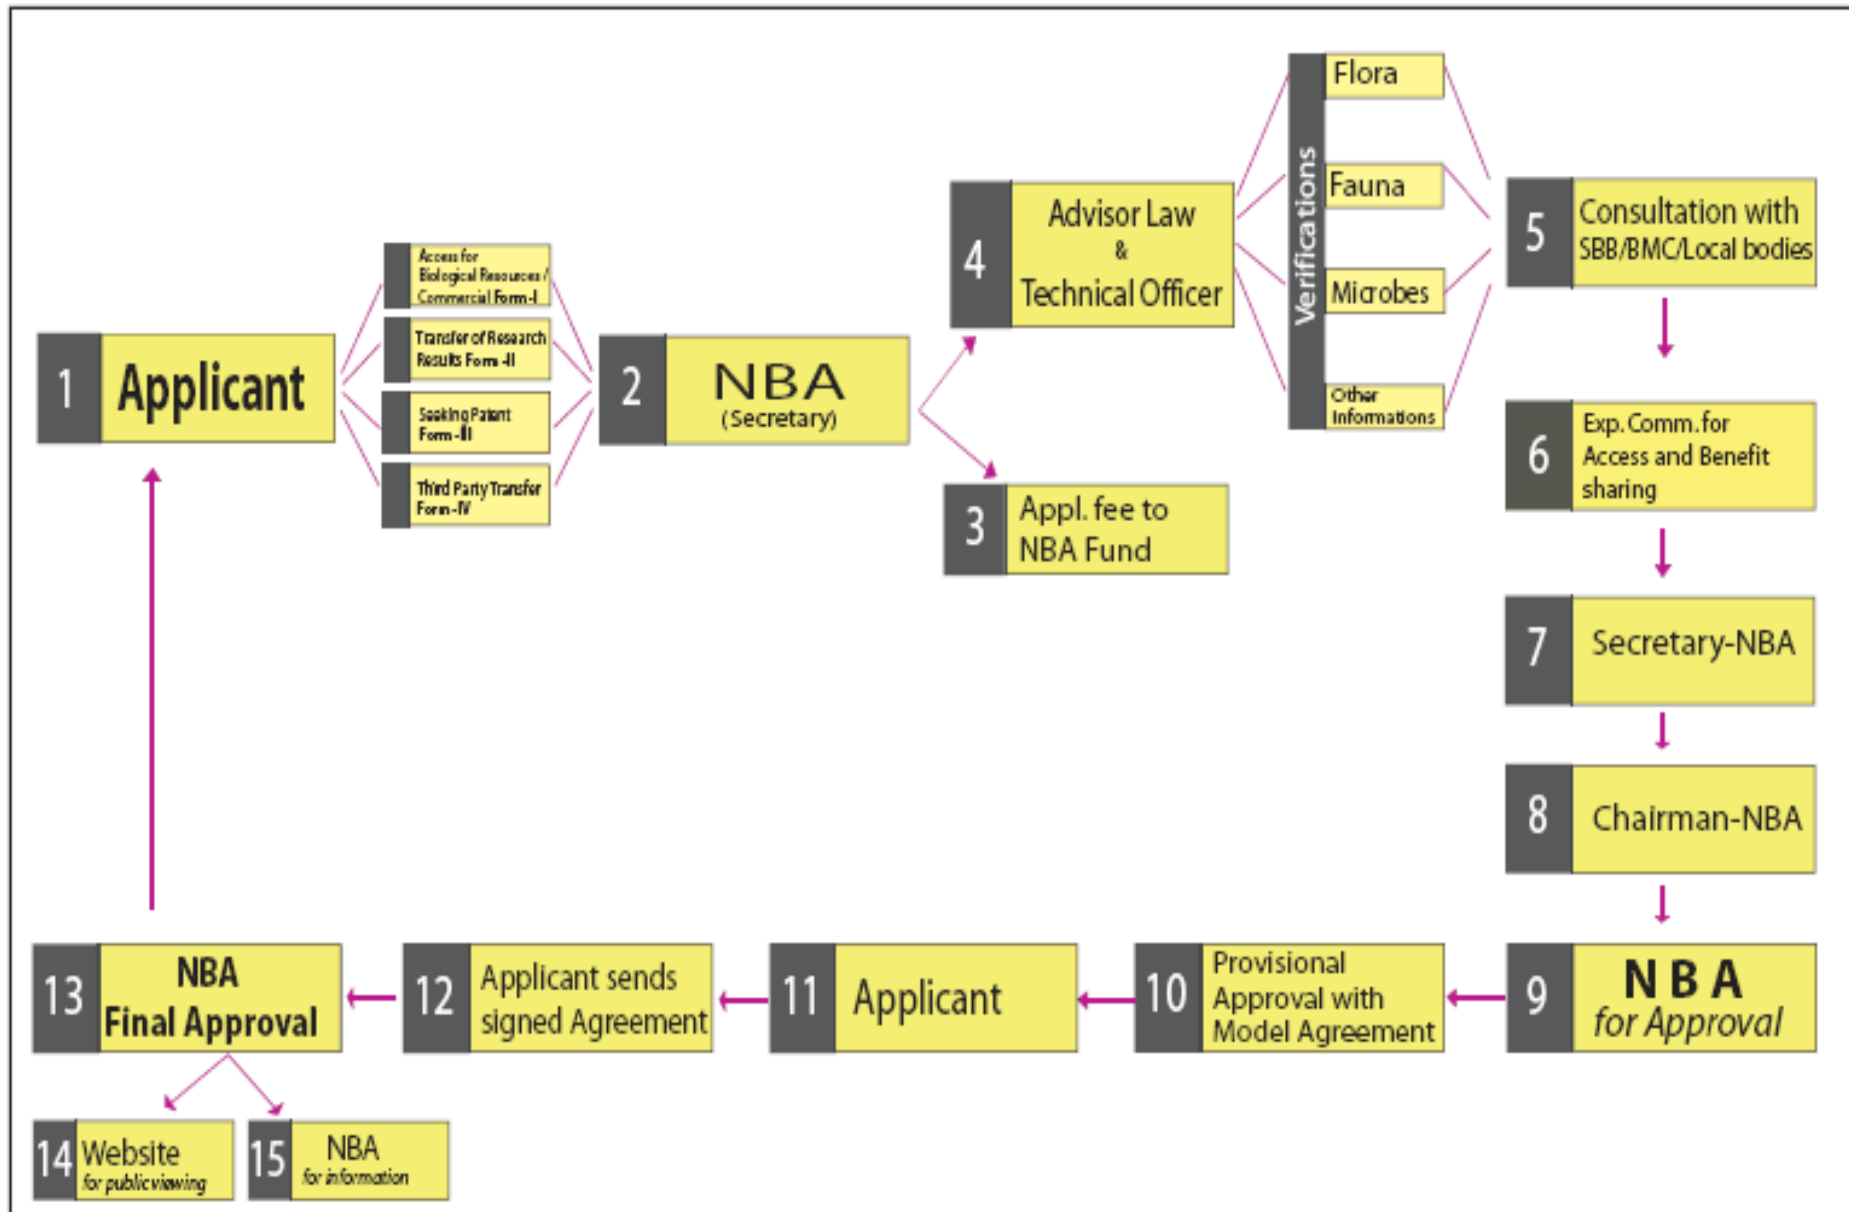 1
Applicant
Access for
Biological Resources /
Commercial Form-I
Transfer of Research
Results Form -II
Seeking Patent
Form -III
Third Party Transfer
Form -IV
2
NBA
(Secretary)
3
Appl. fee to
NBA Fund
4
Advisor Law
&
Technical Officer
Verifications
Flora
Fauna
Microbes
Other
Informations
5
Consultation with
SBB/BMC/Local bodies
6
Exp. Comm. for
Access and Benefit
sharing
7
Secretary-NBA
8
Chairman-NBA
9
N B A
for Approval
10
Provisional
Approval with
Model Agreement
11
Applicant
12
Applicant sends
signed Agreement
13
NBA
Final Approval
14
Website
for public viewing
15
NBA
for information